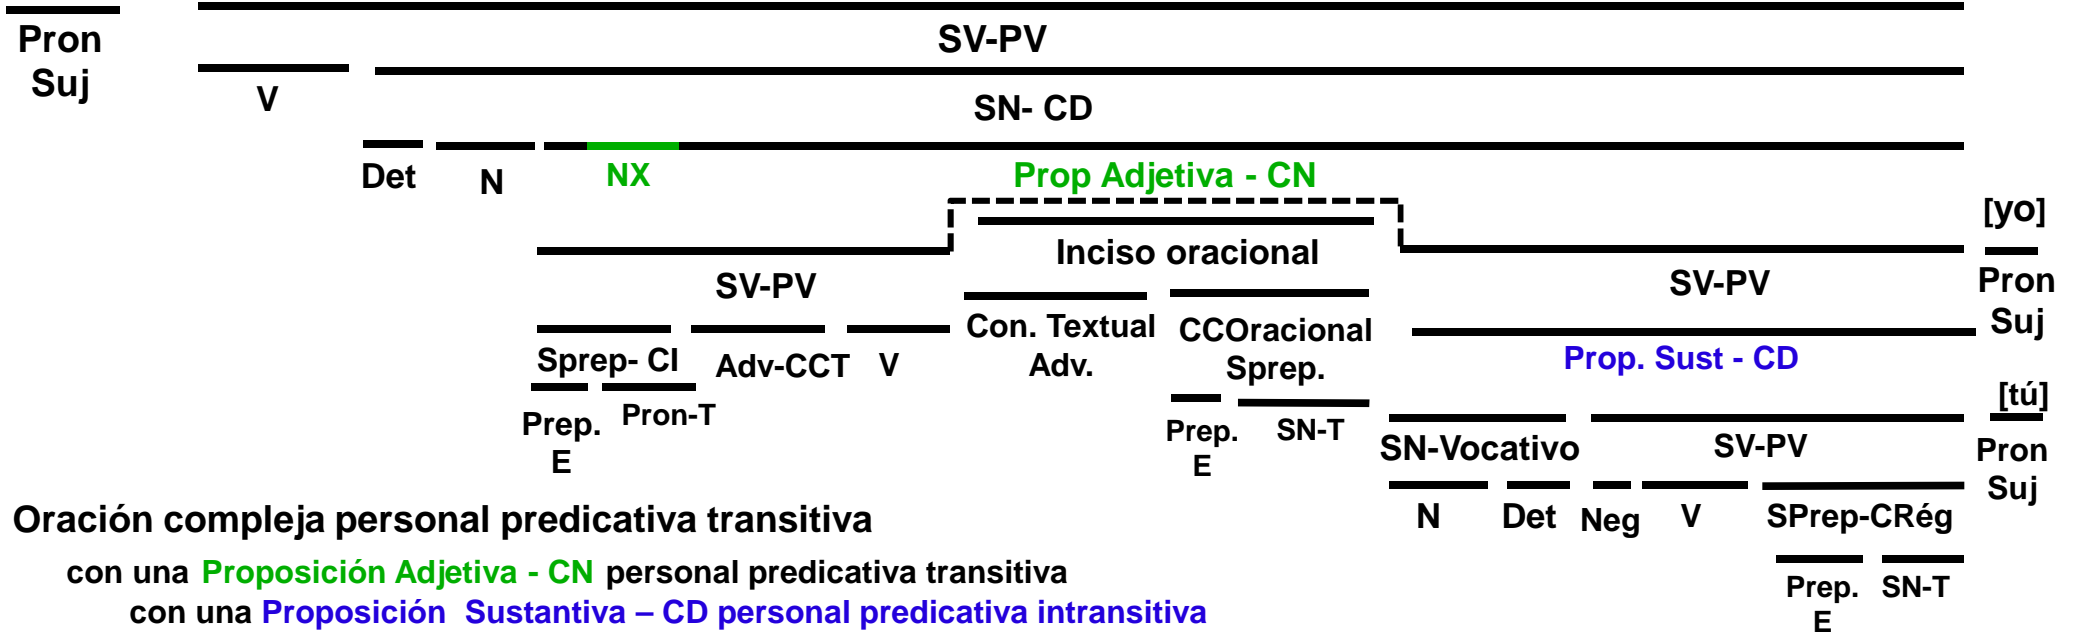 Pron
Suj
SV-PV
V
SN- CD
Det
N
NX
Prop Adjetiva - CN
[yo]
Inciso oracional
SV-PV
SV-PV
Pron
Suj
Con. Textual
Adv.
CCOracional
Sprep.
Sprep- CI
Adv-CCT
V
Prop. Sust - CD
[tú]
Prep.
E
Pron-T
Prep.
E
SN-T
SN-Vocativo
SV-PV
Pron
Suj
N
Det
Neg
V
SPrep-CRég
Prep.
E
SN-T
Oración compleja personal predicativa transitiva
con una Proposición Adjetiva - CN personal predicativa transitiva
con una Proposición Sustantiva – CD personal predicativa intransitiva